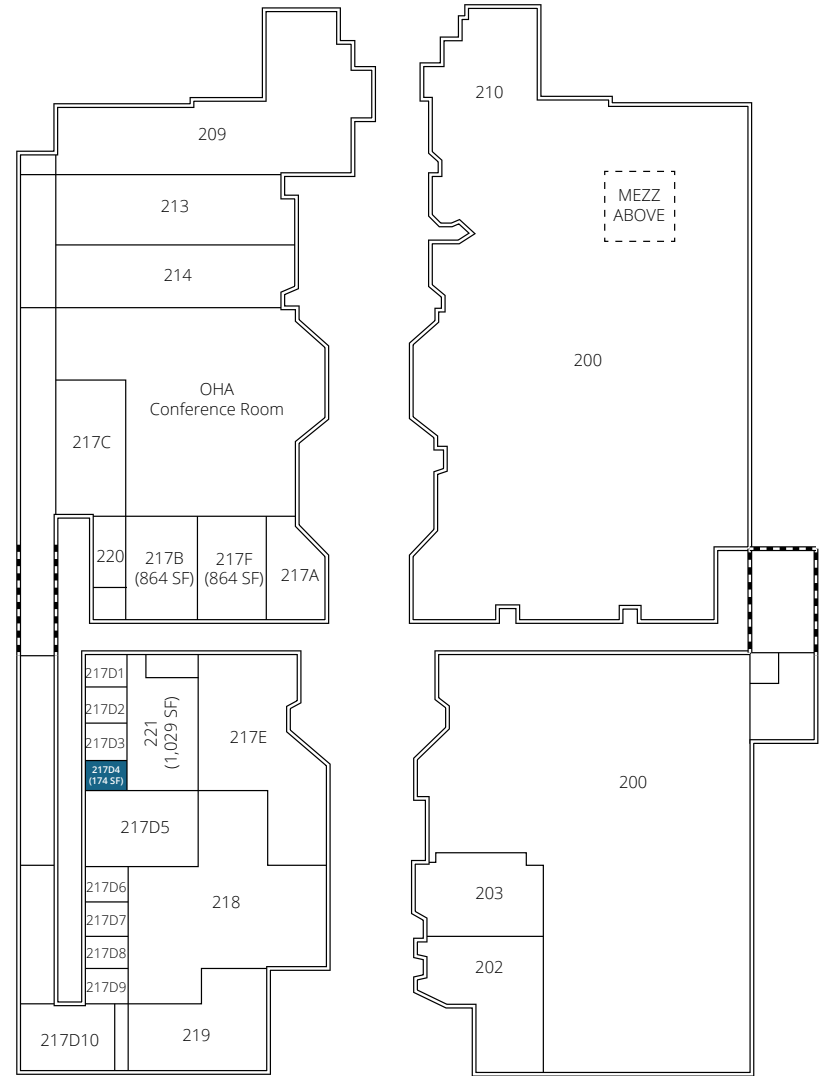 210
209
MEZZ
ABOVE
213
214
200
OHA
Conference Room
217C
220
217B
(864 SF)
217F
(864 SF)
217A
217D1
217D2
217D3
217D4
(174 SF)
221
(1,029 SF)
217E
200
217D5
217D6
217D7
217D8
217D9
218
203
202
217D10
219